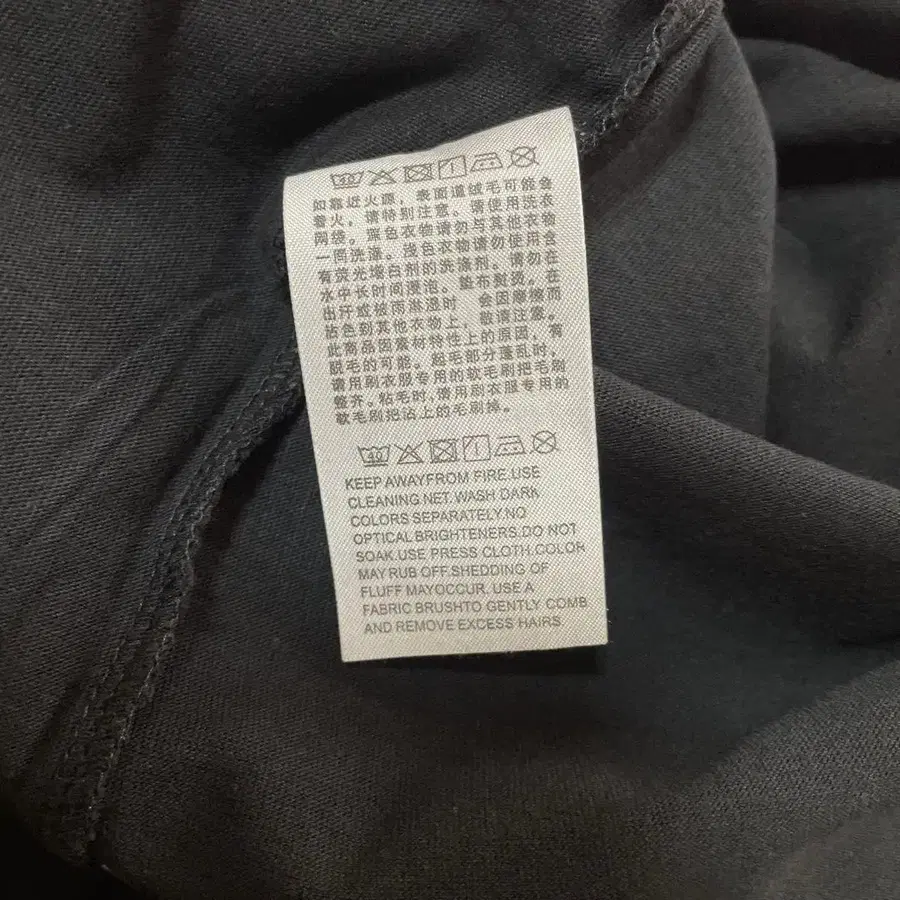 40
如靠近火源，表面道绒毛可能会
着火，请特别注意。请使用洗衣
网袋。深色衣物请勿与其他衣物
一同洗涤。浅色衣物请勿使用含
有荧光增白剂的洗涤剂。请勿在
水中长时间浸泡。垫布熨烫。在
出汗或被雨淋湿时，会因摩擦而
沾色到其他衣物上，敬请注意。
此商品因素材特性上的原因，有
脱毛的可能。起毛部分蓬乱时，
请用刷衣服专用的软毛刷把毛刷
整齐。粘毛时，请用刷衣服专用的
软毛刷把沾上的毛刷掉。
40
KEEP AWAYFROM FIRE.USE
CLEANING NET. WASH DARK
COLORS SEPARATELY.NO
OPTICAL BRIGHTENERS.DO NOT
SOAK.USE PRESS CLOTH.COLOR
MAY RUB OFF.SHEDDING OF
FLUFF MAYOCCUR. USE A
FABRIC BRUSHTO GENTLY COMB
AND REMOVE EXCESS HAIRS.